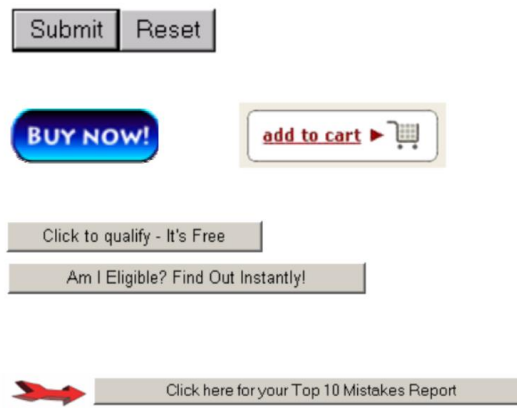 Submit Reset
BUY NOW! add to cart
Click to qualify - It's Free
Am I Eligible? Find Out Instantly!
Click here for your Top 10 Mistakes Report